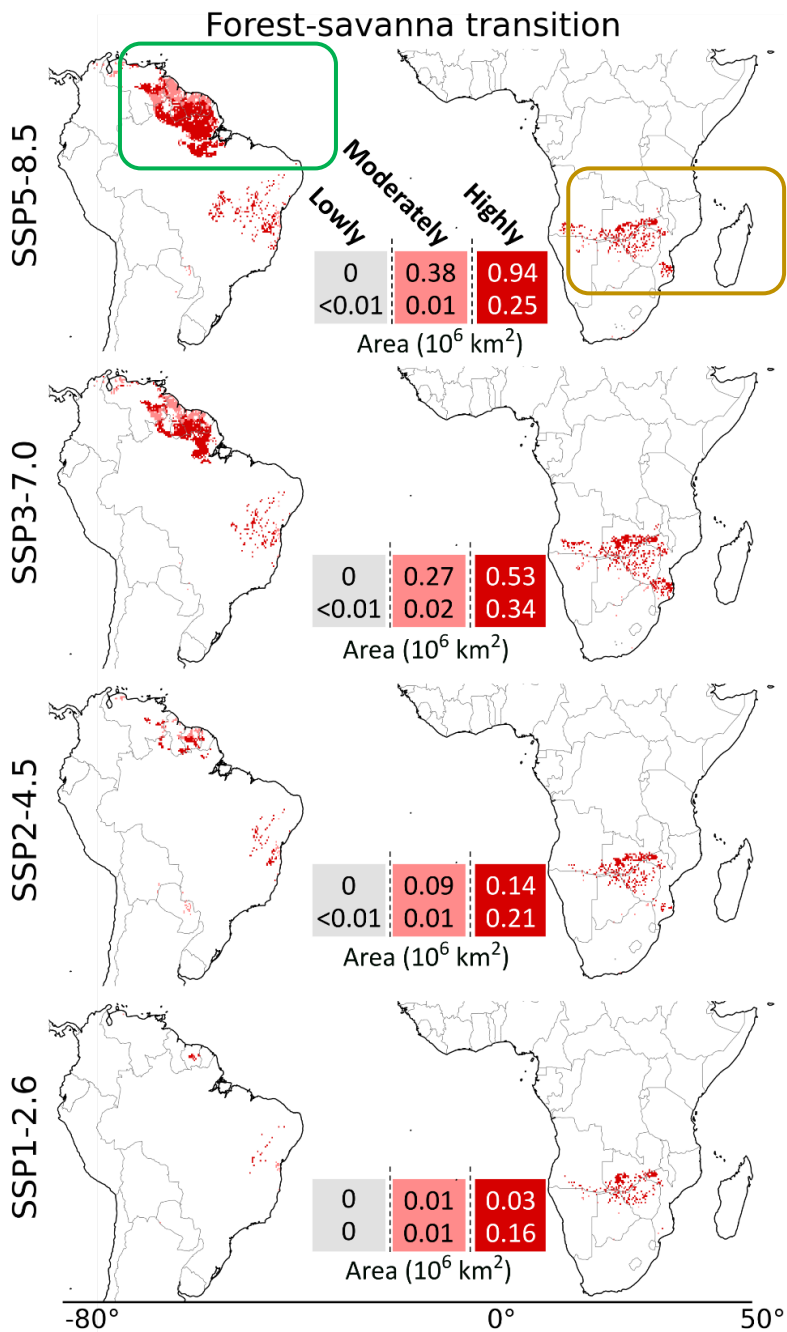 Forest-savanna transition
SSP5-8.5
Lowly
Moderately
Highly
0 0.38 0.94
<0.01 0.01 0.25
Area (10⁶ km²)
SSP3-7.0
0 0.27 0.53
<0.01 0.02 0.34
Area (10⁶ km²)
SSP2-4.5
0 0.09 0.14
<0.01 0.01 0.21
Area (10⁶ km²)
SSP1-2.6
0 0.01 0.03
0 0.01 0.16
Area (10⁶ km²)
-80° 0° 50°